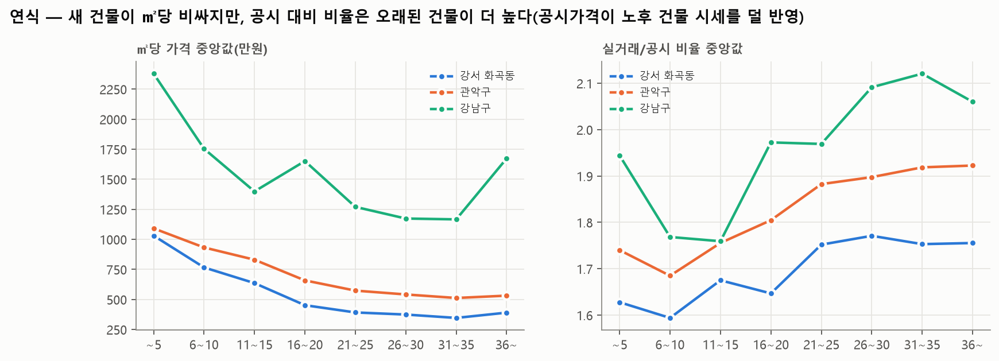 연식 — 새 건물이 ㎡당 비싸지만, 공시 대비 비율은 오래된 건물이 더 높다(공시가격이 노후 건물 시세를 덜 반영)
㎡당 가격 중앙값(만원)
강서 화곡동
관악구
강남구
2250
2000
1750
1500
1250
1000
750
500
250
~5 6~10 11~15 16~20 21~25 26~30 31~35 36~
실거래/공시 비율 중앙값
강서 화곡동
관악구
강남구
2.1
2.0
1.9
1.8
1.7
1.6
~5 6~10 11~15 16~20 21~25 26~30 31~35 36~